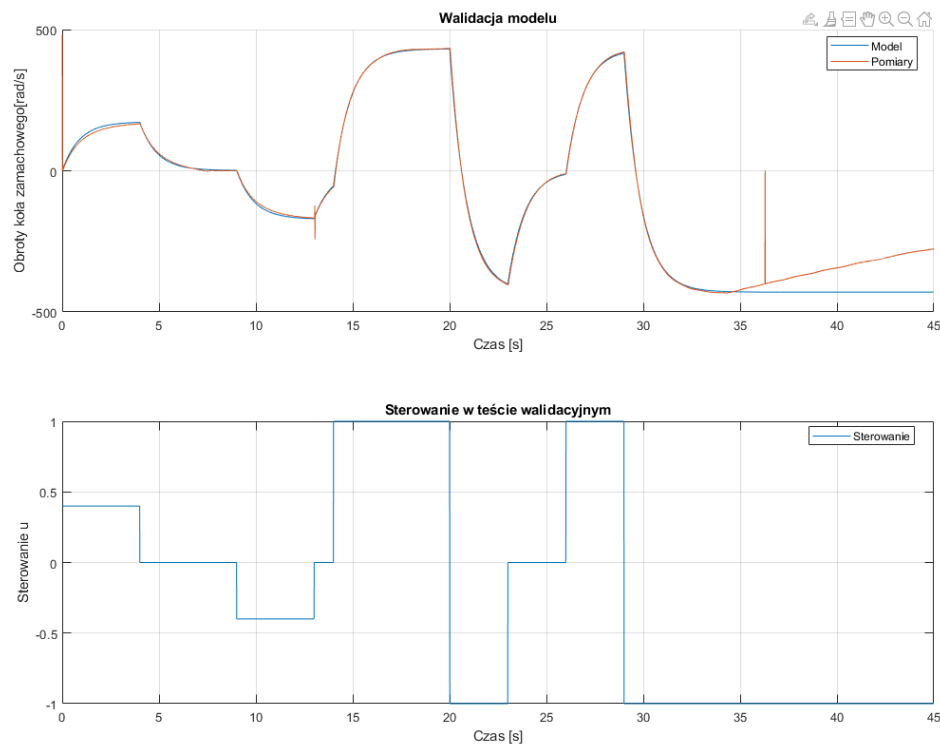 Walidacja modelu
Obroty koła zamachowego[rad/s]
500
0
-500
Model
Pomiary
0 5 10 15 20 25 30 35 40 45
Czas [s]
Sterowanie w teście walidacyjnym
Sterowanie u
1
0.5
0
-0.5
-1
Sterowanie
0 5 10 15 20 25 30 35 40 45
Czas [s]